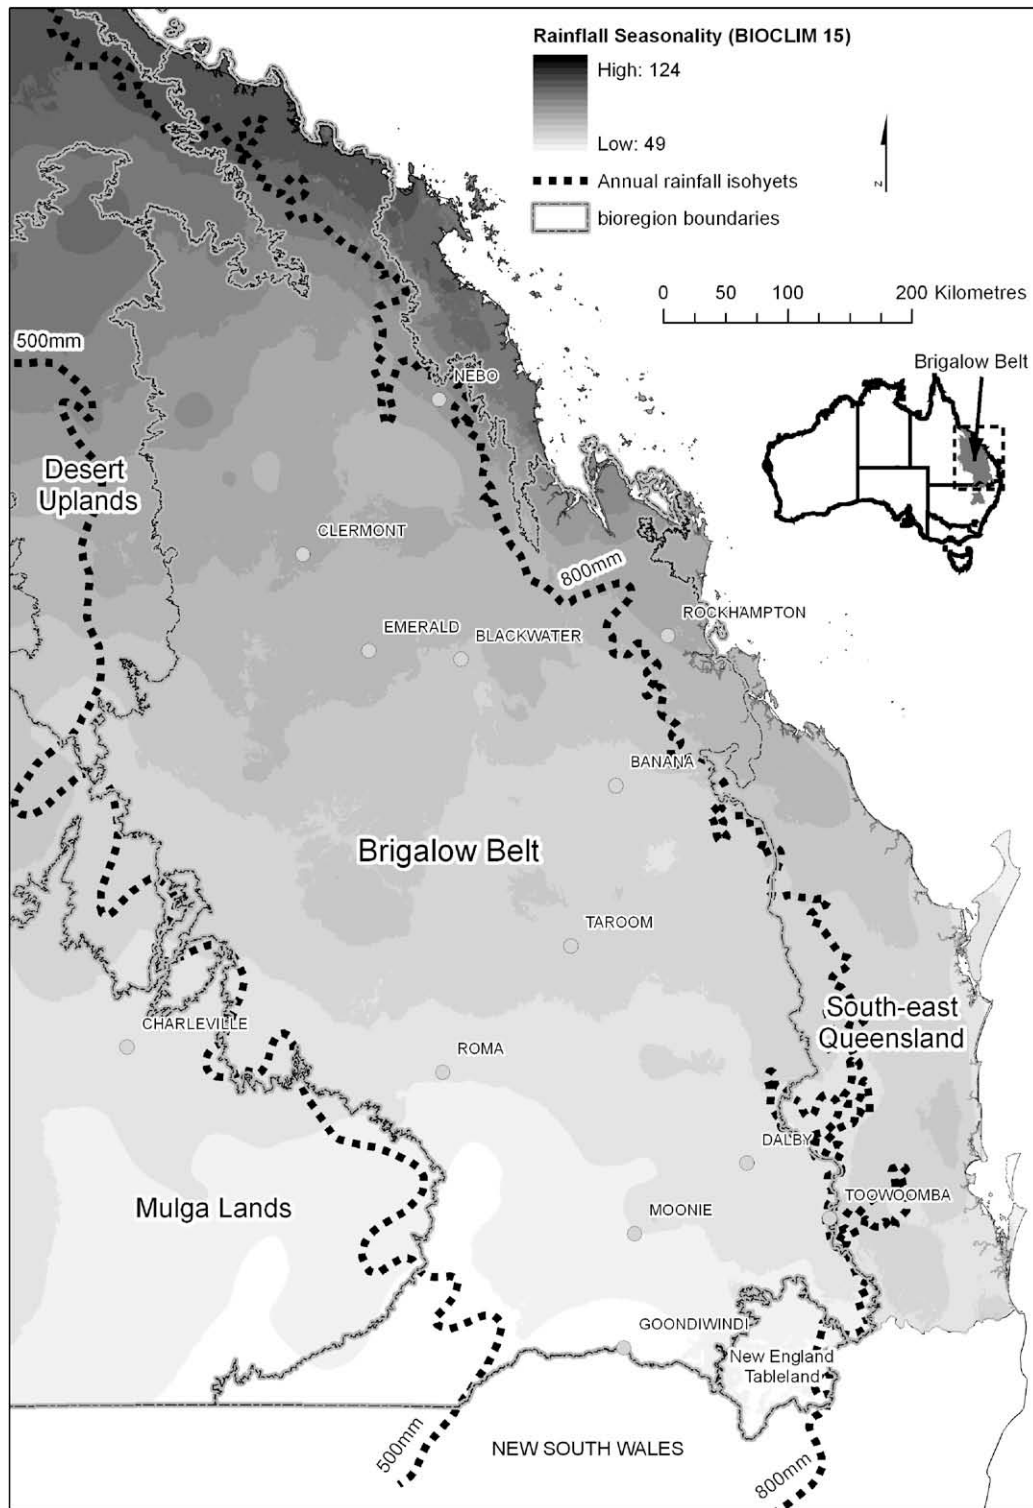 Rainflall Seasonality (BIOCLIM 15)
High: 124
Low: 49
Annual rainfall isohyets
bioregion boundaries
z
0 50 100 200 Kilometres
Brigalow Belt
500mm
NEBO
Desert
Uplands
CLERMONT
800mm
EMERALD
BLACKWATER
ROCKHAMPTON
BANANA
Brigalow Belt
TAROOM
CHARLEVILLE
ROMA
South-east
Queensland
DALBY
Mulga Lands
MOONIE
TOOWOOMBA
GOONDIWINDI
New England
Tableland
500mm
NEW SOUTH WALES
800mm